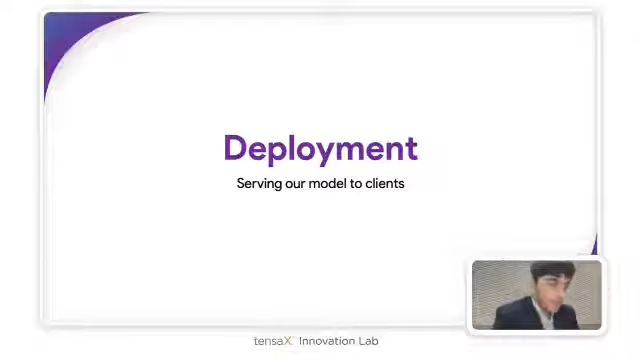 Deployment
Serving our model to clients
tensaX Innovation Lab